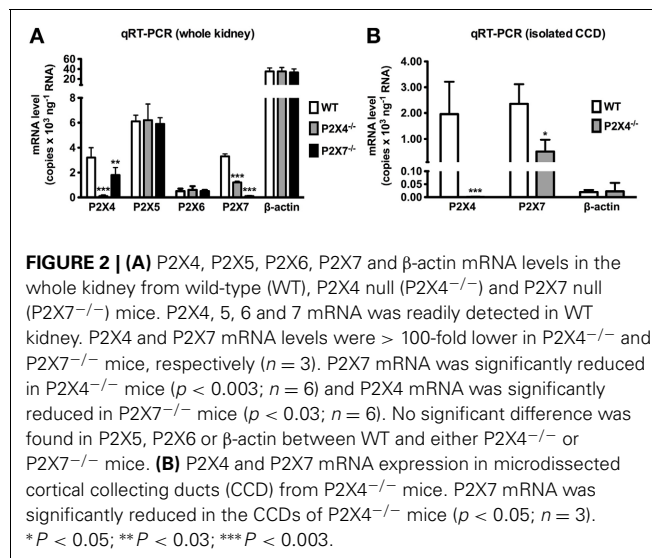 A
qRT-PCR (whole kidney)
mRNA level
(copies x 10³ ng⁻¹ RNA)
60
40
20
6
4
2
0
***
**
***
***
P2X4
P2X5
P2X6
P2X7
β-actin
WT
P2X4⁻/⁻
P2X7⁻/⁻
B
qRT-PCR (isolated CCD)
mRNA level
(copies x 10³ ng⁻¹ RNA)
4.00
3.00
2.00
1.00
0.10
0.05
0.00
***
*
P2X4
P2X7
β-actin
WT
P2X4⁻/⁻
FIGURE 2 | (A) P2X4, P2X5, P2X6, P2X7 and β-actin mRNA levels in the
whole kidney from wild-type (WT), P2X4 null (P2X4⁻/⁻) and P2X7 null
(P2X7⁻/⁻) mice. P2X4, 5, 6 and 7 mRNA was readily detected in WT
kidney. P2X4 and P2X7 mRNA levels were > 100-fold lower in P2X4⁻/⁻ and
P2X7⁻/⁻ mice, respectively (n = 3). P2X7 mRNA was significantly reduced
in P2X4⁻/⁻ mice (p < 0.003; n = 6) and P2X4 mRNA was significantly
reduced in P2X7⁻/⁻ mice (p < 0.03; n = 6). No significant difference was
found in P2X5, P2X6 or β-actin between WT and either P2X4⁻/⁻ or
P2X7⁻/⁻ mice. (B) P2X4 and P2X7 mRNA expression in microdissected
cortical collecting ducts (CCD) from P2X4⁻/⁻ mice. P2X7 mRNA was
significantly reduced in the CCDs of P2X4⁻/⁻ mice (p < 0.05; n = 3).
*P < 0.05; **P < 0.03; ***P < 0.003.